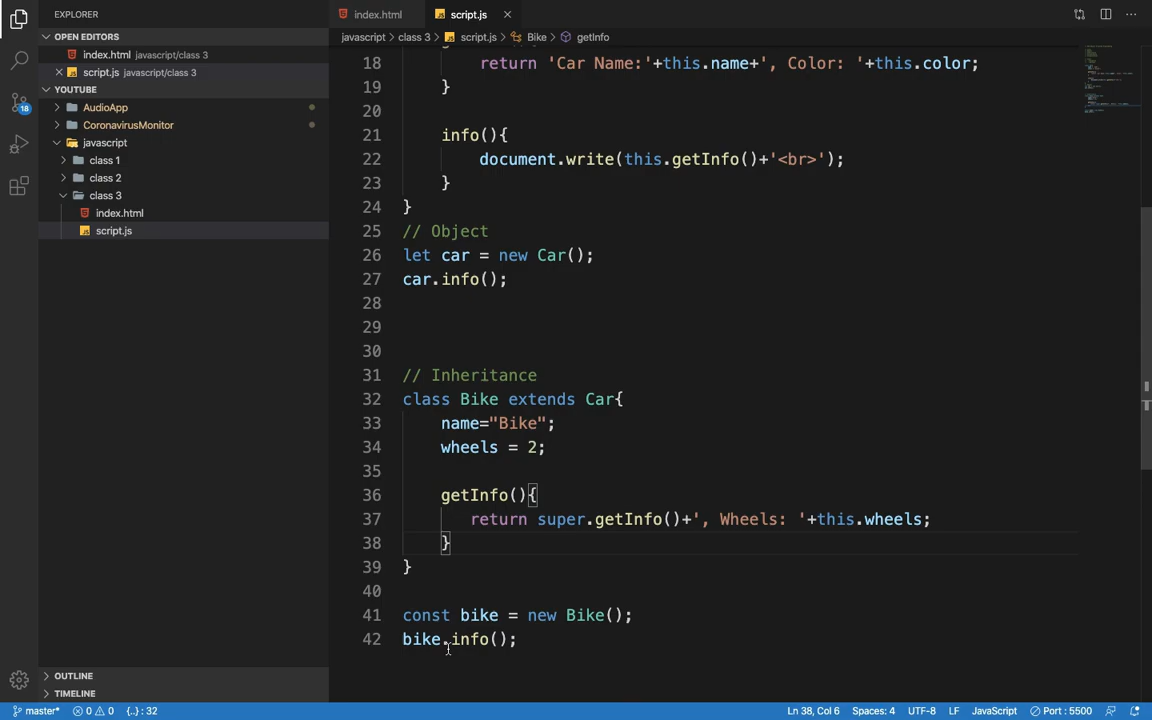 EXPLORER
index.html
script.js
OPEN EDITORS
javascript > class 3 > script.js > Bike > getInfo
index.html javascript/class 3
script.js javascript/class 3
YOUTUBE
AudioApp
CoronavirusMonitor
javascript
class 1
class 2
class 3
index.html
script.js
18 return 'Car Name:'+this.name+', Color: '+this.color;
19 }
20
21 info(){
22 document.write(this.getInfo()+'<br>');
23 }
24 }
25 // Object
26 let car = new Car();
27 car.info();
28
29
30
31 // Inheritance
32 class Bike extends Car{
33 name="Bike";
34 wheels = 2;
35
36 getInfo(){
37 return super.getInfo()+', Wheels: '+this.wheels;
38 }
39 }
40
41 const bike = new Bike();
42 bike.info();
18
OUTLINE
TIMELINE
master* 0 0 {..} : 32 Ln 38, Col 6 Spaces: 4 UTF-8 LF JavaScript Port : 5500